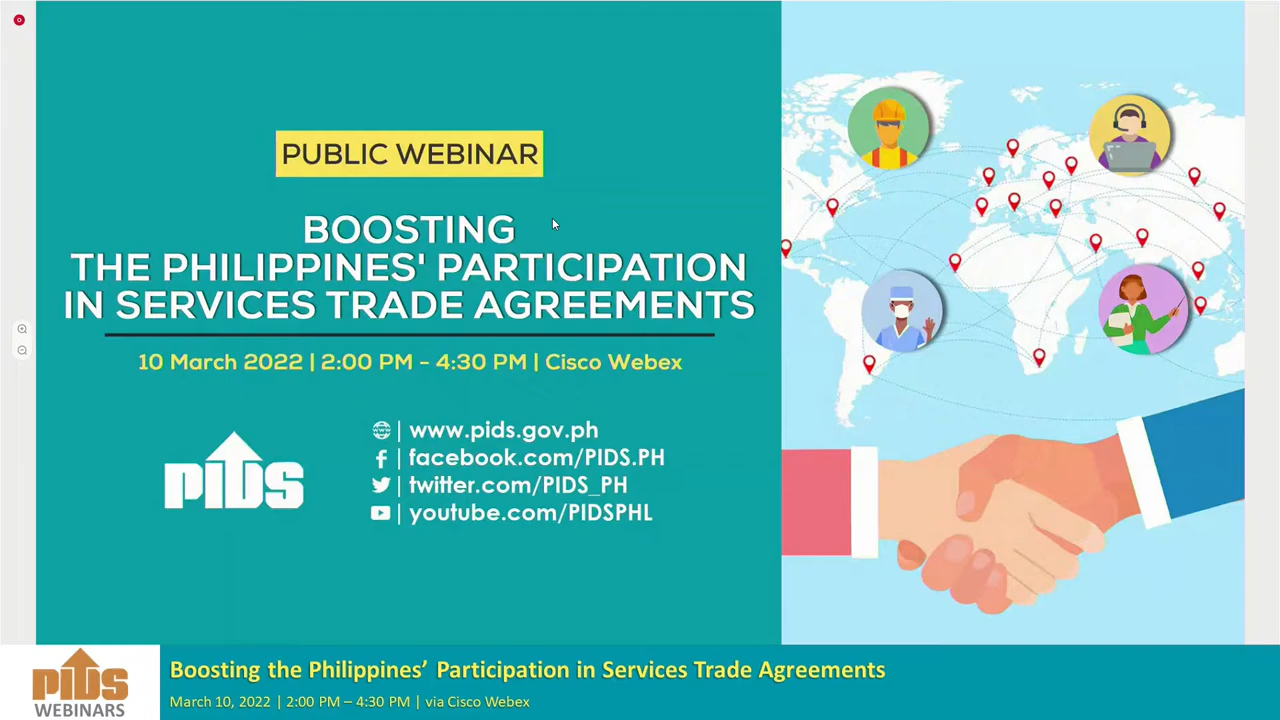 PUBLIC WEBINAR
BOOSTING
THE PHILIPPINES' PARTICIPATION
IN SERVICES TRADE AGREEMENTS
10 March 2022 | 2:00 PM - 4:30 PM | Cisco Webex
PIDS
| www.pids.gov.ph
| facebook.com/PIDS.PH
| twitter.com/PIDS_PH
| youtube.com/PIDSPHL
PIDS
WEBINARS
Boosting the Philippines’ Participation in Services Trade Agreements
March 10, 2022 | 2:00 PM – 4:30 PM | via Cisco Webex